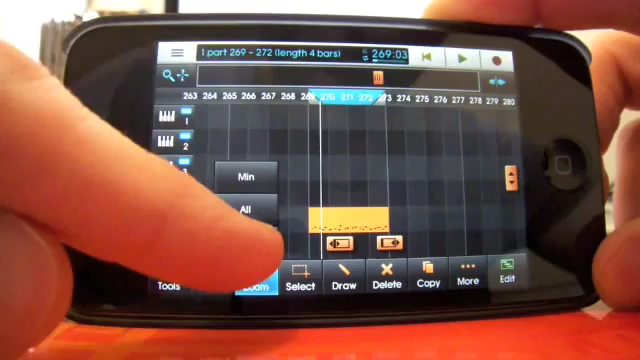 1 part 269 - 272 (length 4 bars) 269:03
263 264 265 266 267 268 269 270 271 272 273 274 275 276 277 278 279 280
1
2
3
Min
All
Tools Zoom Select Draw Delete Copy More Edit